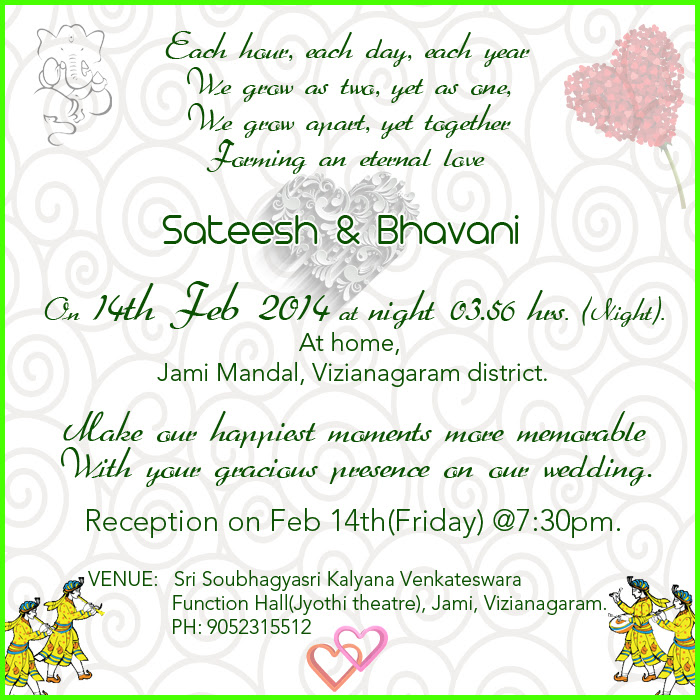 Each hour, each day, each year
We grow as two, yet as one,
We grow apart, yet together
Forming an eternal love
Sateesh & Bhavani
On 14th Feb 2014 at night 03.56 hrs. (Night).
At home,
Jami Mandal, Vizianagaram district.
Make our happiest moments more memorable
With your gracious presence on our wedding.
Reception on Feb 14th(Friday) @7:30pm.
VENUE: Sri Soubhagyasri Kalyana Venkateswara
Function Hall(Jyothi theatre), Jami, Vizianagaram.
PH: 9052315512